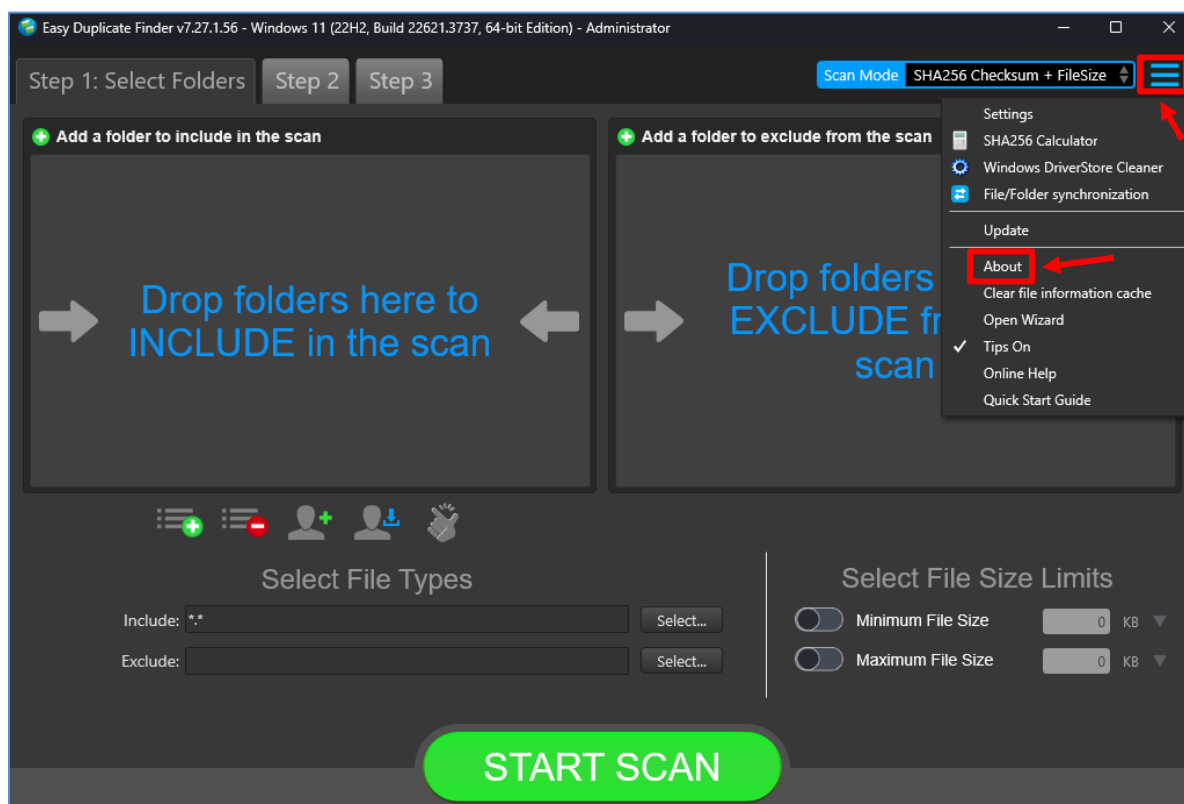 Easy Duplicate Finder v7.27.1.56 - Windows 11 (22H2, Build 22621.3737, 64-bit Edition) - Administrator
Step 1: Select Folders
Step 2
Step 3
Scan Mode
SHA256 Checksum + FileSize
Add a folder to include in the scan
Drop folders here to
INCLUDE in the scan
Add a folder to exclude from the scan
Drop folders
EXCLUDE fr
scan
Settings
SHA256 Calculator
Windows DriverStore Cleaner
File/Folder synchronization
Update
About
Clear file information cache
Open Wizard
Tips On
Online Help
Quick Start Guide
Select File Types
Include: *.* Select...
Exclude: Select...
Select File Size Limits
Minimum File Size 0 KB
Maximum File Size 0 KB
START SCAN